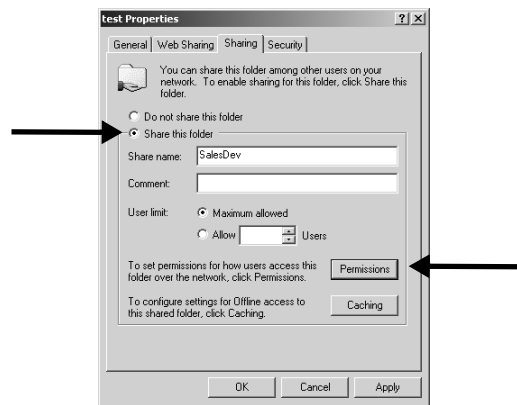 test Properties
General Web Sharing Sharing Security
You can share this folder among other users on your
network. To enable sharing for this folder, click Share this
folder.
Do not share this folder
Share this folder
Share name: SalesDev
Comment:
User limit: Maximum allowed
Allow Users
To set permissions for how users access this
folder over the network, click Permissions.
Permissions
To configure settings for Offline access to
this shared folder, click Caching.
Caching
OK Cancel Apply